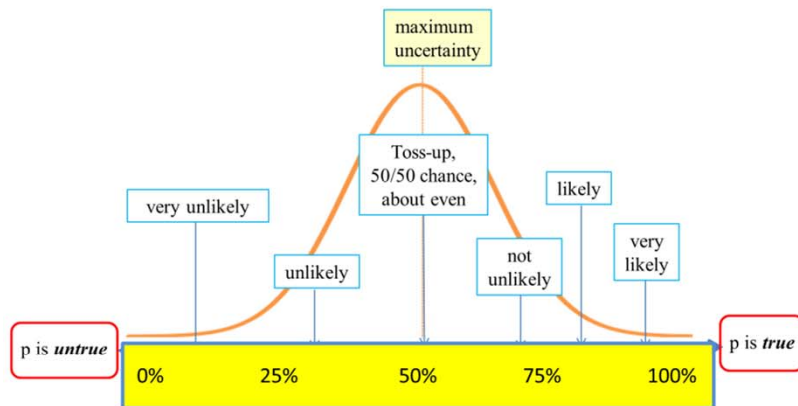 maximum
uncertainty
Toss-up,
50/50 chance,
about even
very unlikely
likely
unlikely
not
unlikely
very
likely
p is untrue
p is true
0% 25% 50% 75% 100%